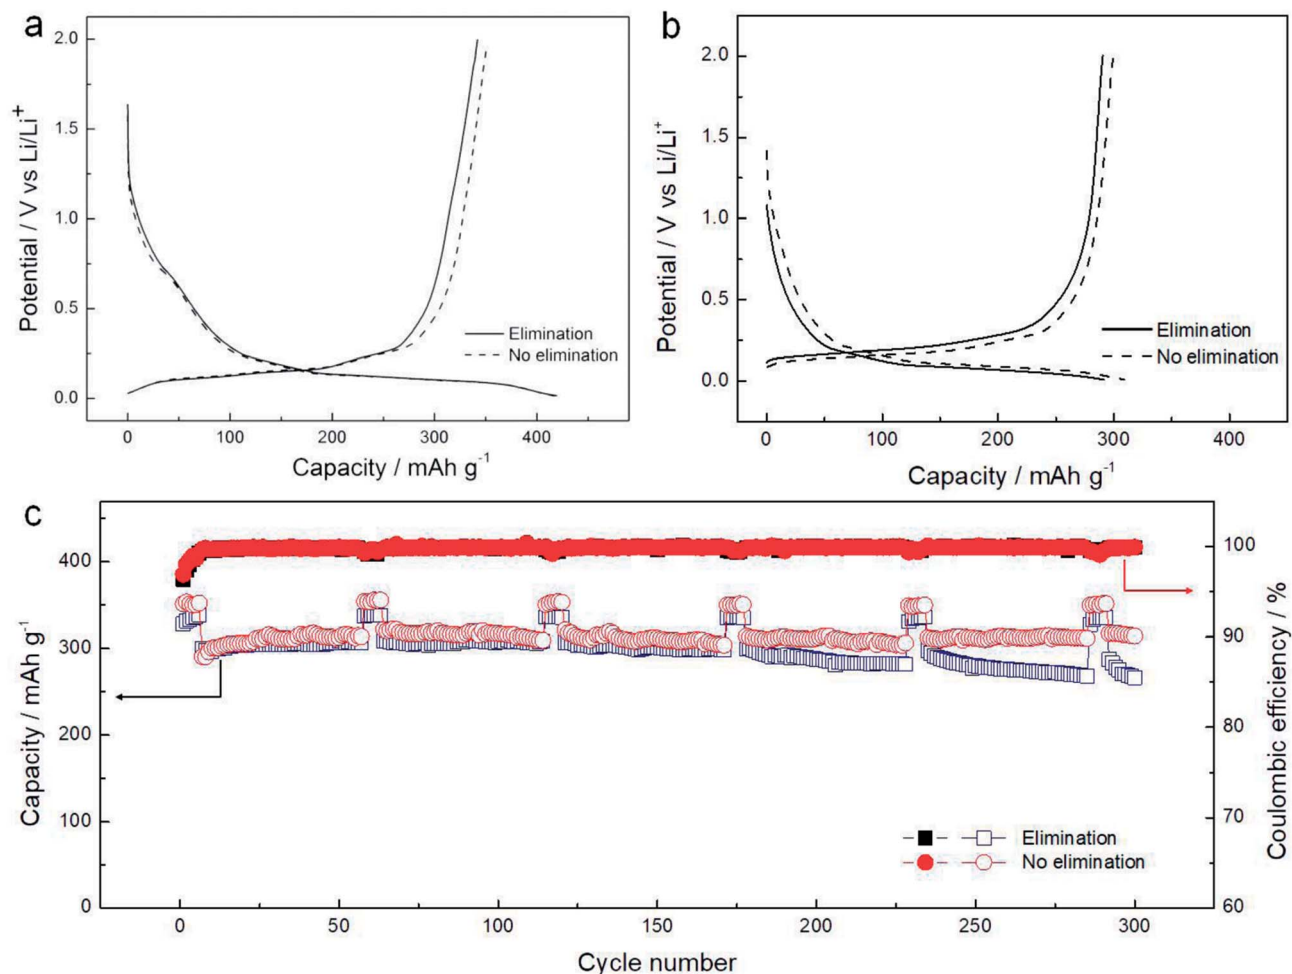 a
2.0
1.5
1.0
0.5
0.0
Potential / V vs Li/Li⁺
Elimination
No elimination
0 100 200 300 400
Capacity / mAh g⁻¹
b
2.0
1.5
1.0
0.5
0.0
Potential / V vs Li/Li⁺
Elimination
No elimination
0 100 200 300 400
Capacity / mAh g⁻¹
c
400
300
200
100
0
Capacity / mAh g⁻¹
100
90
80
70
60
Coulombic efficiency / %
Elimination
No elimination
0 50 100 150 200 250 300
Cycle number